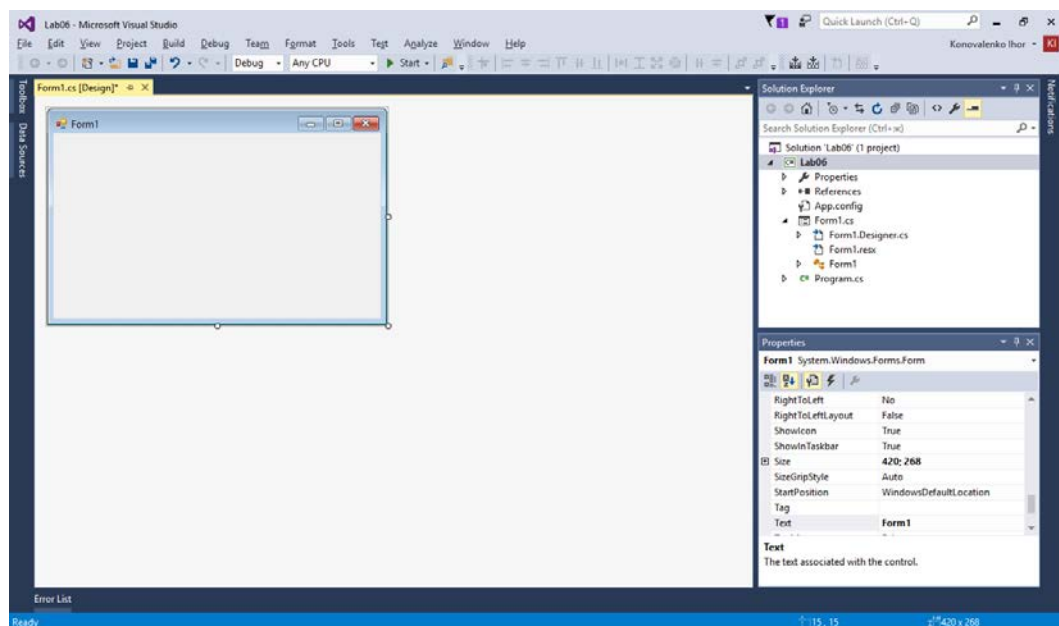 Lab06 - Microsoft Visual Studio
Quick Launch (Ctrl+Q)
File Edit View Project Build Debug Team Format Tools Test Analyze Window Help
Konovalenko Ihor KI
Debug Any CPU Start
Toolbox
Data Sources
Form1.cs [Design]*
Form1
Solution Explorer
Search Solution Explorer (Ctrl+ж)
Solution 'Lab06' (1 project)
Lab06
Properties
References
App.config
Form1.cs
Form1.Designer.cs
Form1.resx
Form1
Program.cs
Notifications
Properties
Form1 System.Windows.Forms.Form
RightToLeft No
RightToLeftLayout False
ShowIcon True
ShowInTaskbar True
Size 420; 268
SizeGripStyle Auto
StartPosition WindowsDefaultLocation
Tag
Text Form1
Text
The text associated with the control.
Error List
Ready
15, 15
420 x 268